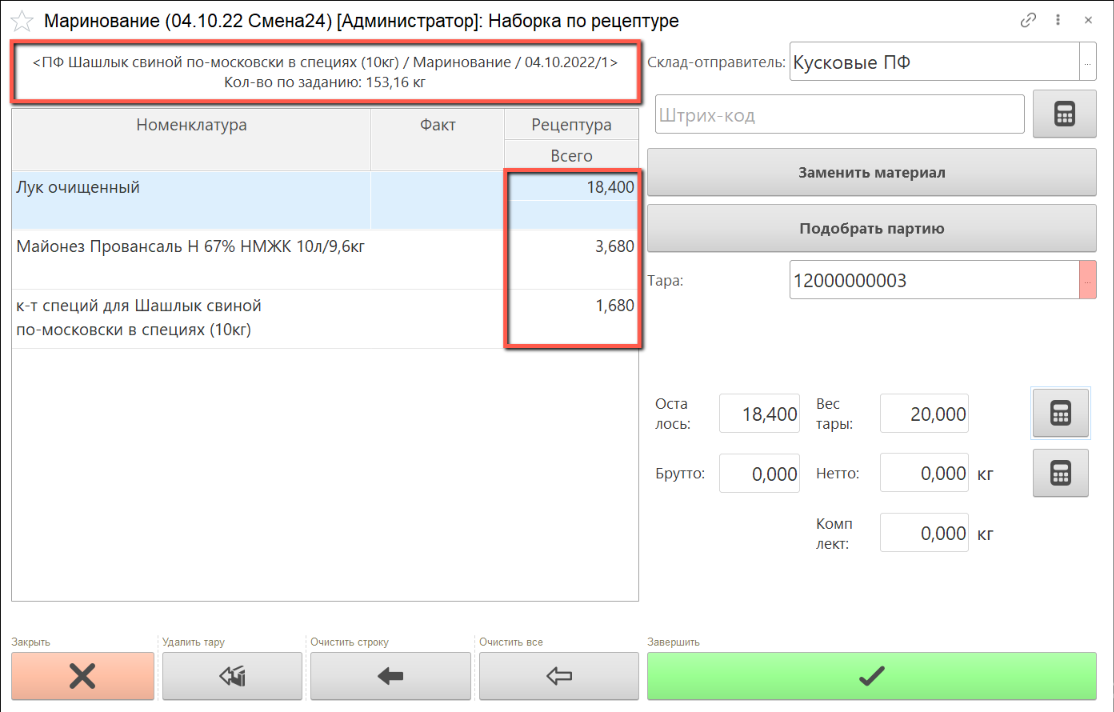 Маринование (04.10.22 Смена24) [Администратор]: Наборка по рецептуре
<ПФ Шашлык свиной по-московски в специях (10кг) / Маринование / 04.10.2022/1>
Кол-во по заданию: 153,16 кг
Склад-отправитель: Кусковые ПФ ...
Штрих-код
Номенклатура Факт Рецептура
Всего
Лук очищенный 18,400
Майонез Провансаль Н 67% НМЖК 10л/9,6кг 3,680
к-т специй для Шашлык свиной 1,680
по-московски в специях (10кг)
Заменить материал
Подобрать партию
Тара: 12000000003 ...
Оста
лось: 18,400
Вес
тары: 20,000
Брутто: 0,000 Нетто: 0,000 кг
Комп
лект: 0,000 кг
Закрыть Удалить тару Очистить строку Очистить все Завершить